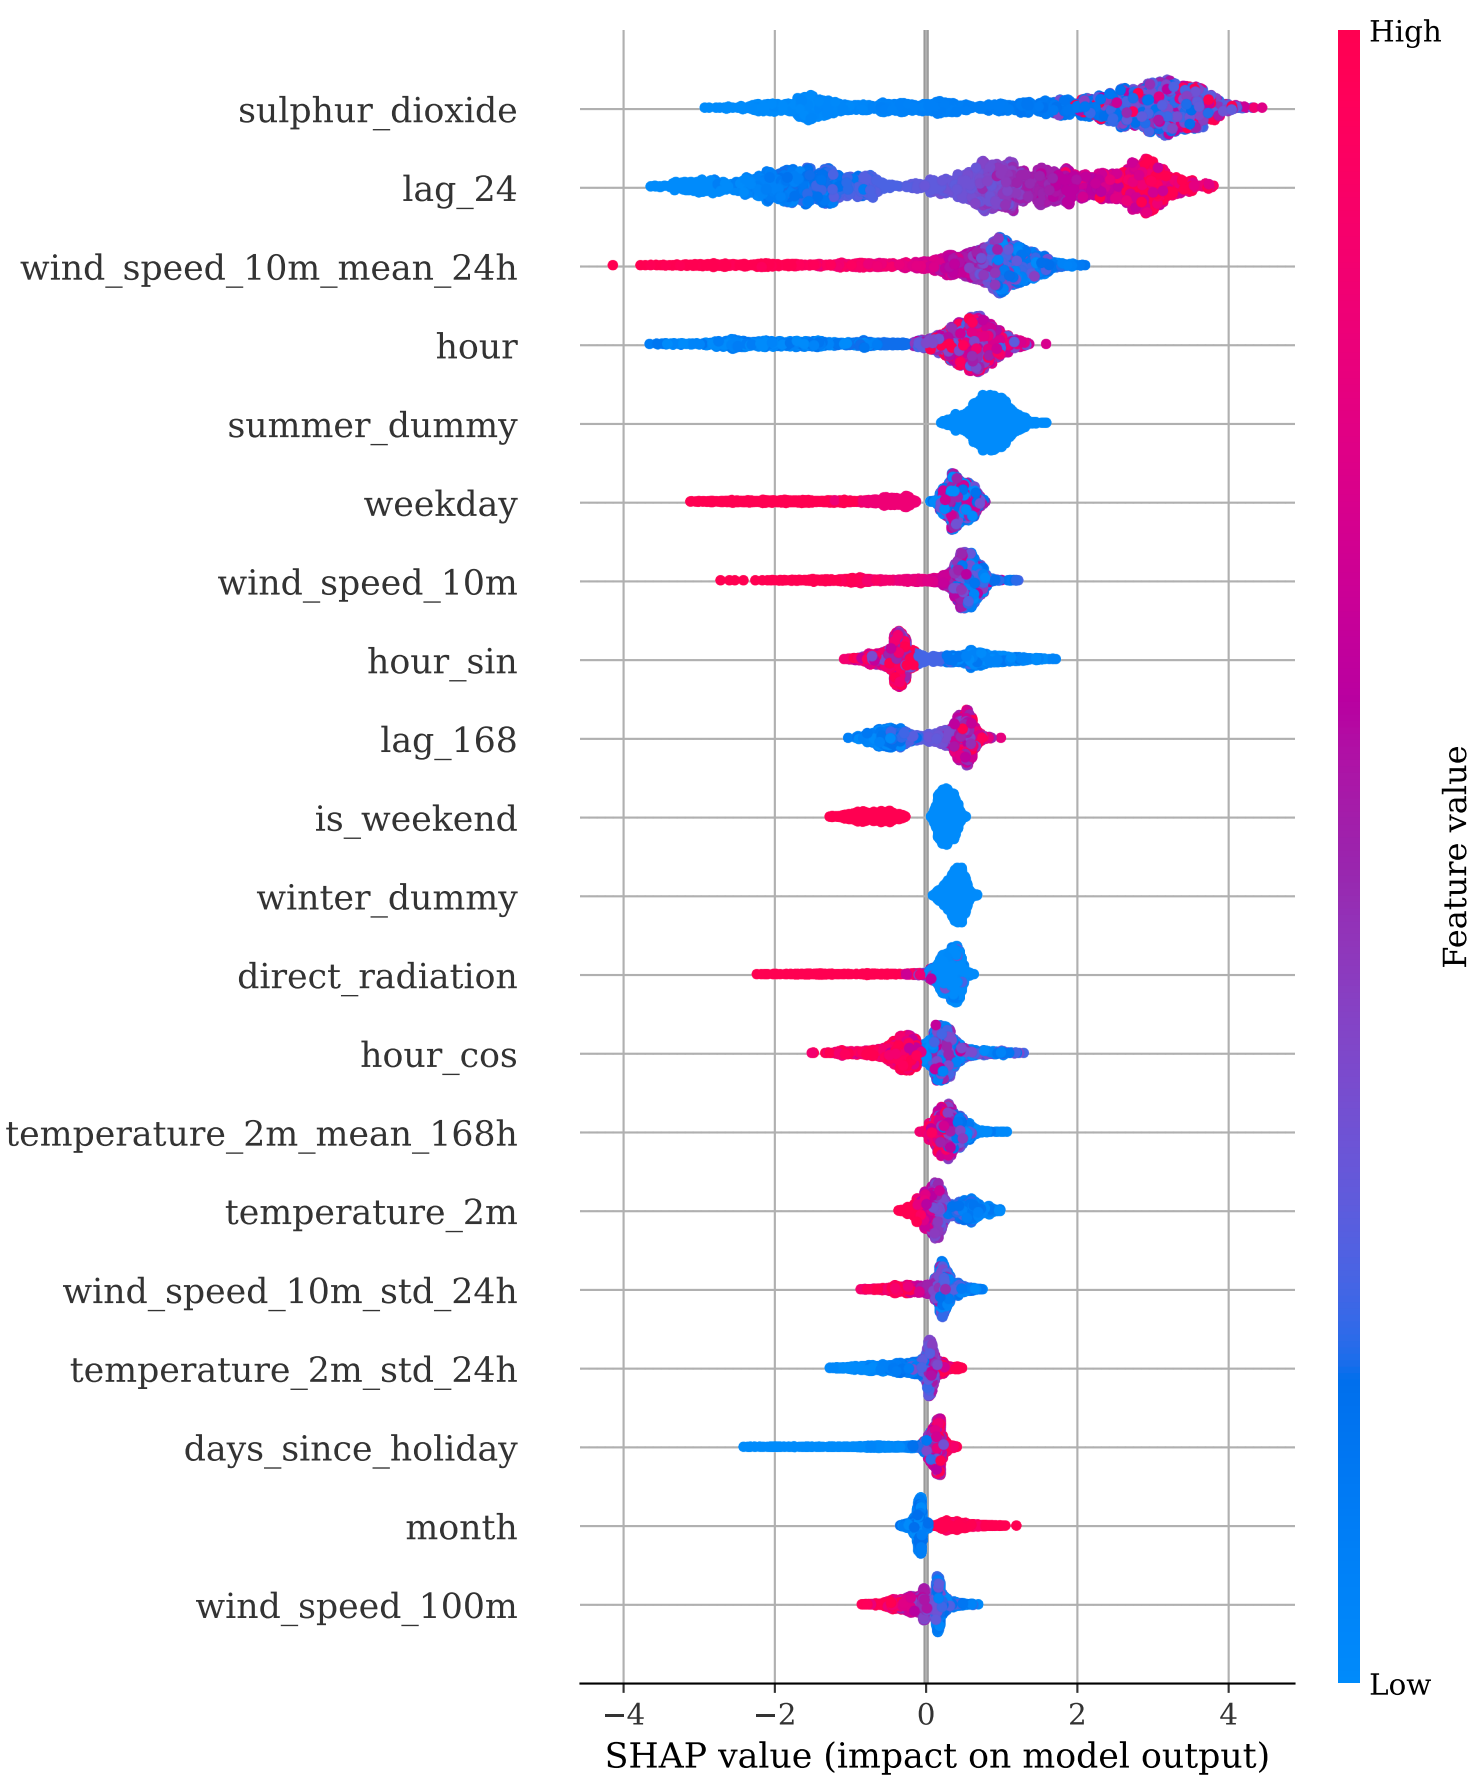 High
sulphur_dioxide
lag_24
wind_speed_10m_mean_24h
hour
summer_dummy
weekday
wind_speed_10m
hour_sin
lag_168
is_weekend
winter_dummy
direct_radiation
hour_cos
temperature_2m_mean_168h
temperature_2m
wind_speed_10m_std_24h
temperature_2m_std_24h
days_since_holiday
month
wind_speed_100m
Feature value
Low
−4 −2 0 2 4
SHAP value (impact on model output)